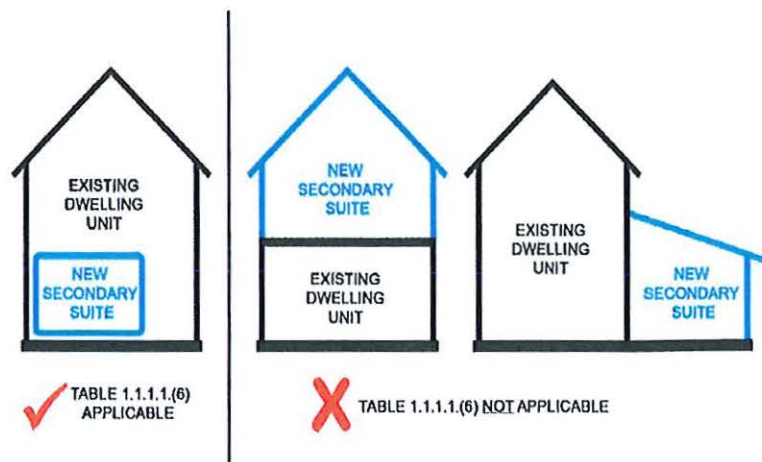 EXISTING
DWELLING
UNIT
NEW
SECONDARY
SUITE
TABLE 1.1.1.1.(6)
APPLICABLE
NEW
SECONDARY
SUITE
EXISTING
DWELLING
UNIT
EXISTING
DWELLING
UNIT
NEW
SECONDARY
SUITE
TABLE 1.1.1.1.(6) NOT APPLICABLE